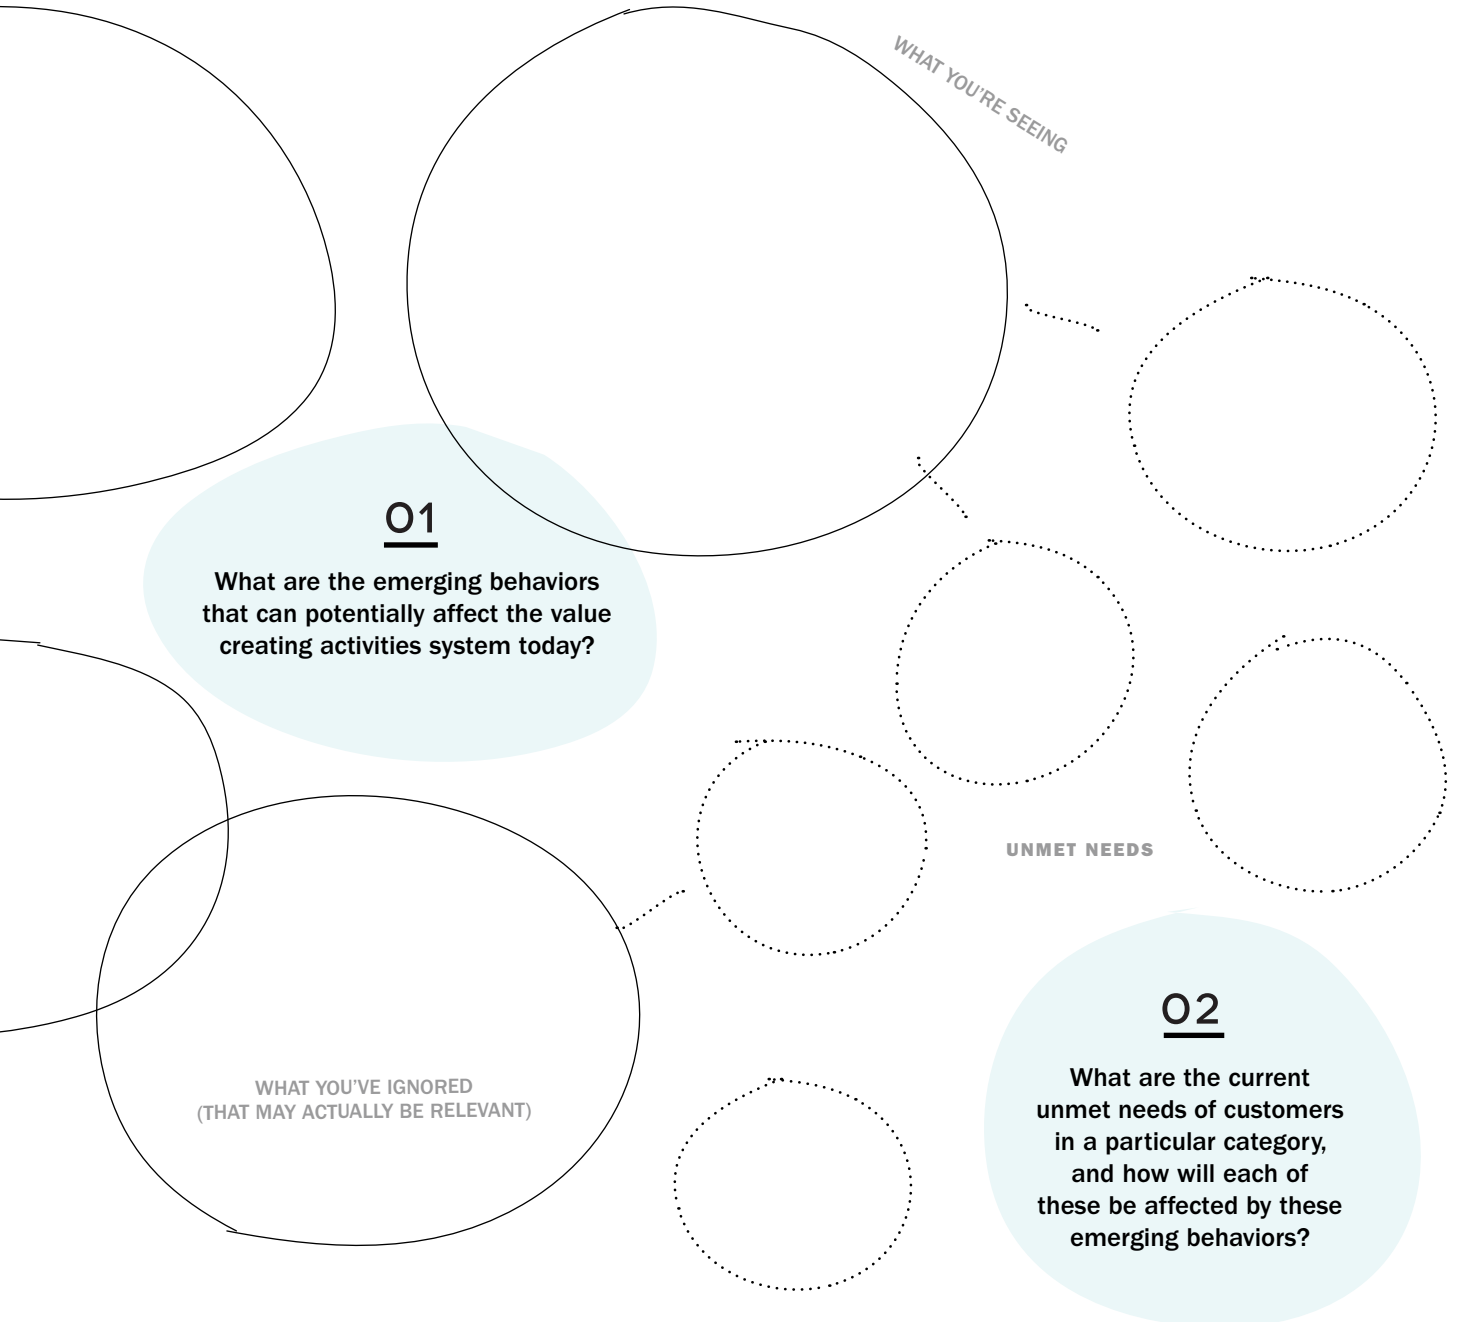 WHAT YOU'RE SEEING
01
What are the emerging behaviors
that can potentially affect the value
creating activities system today?
UNMET NEEDS
WHAT YOU'VE IGNORED
(THAT MAY ACTUALLY BE RELEVANT)
02
What are the current
unmet needs of customers
in a particular category,
and how will each of
these be affected by these
emerging behaviors?